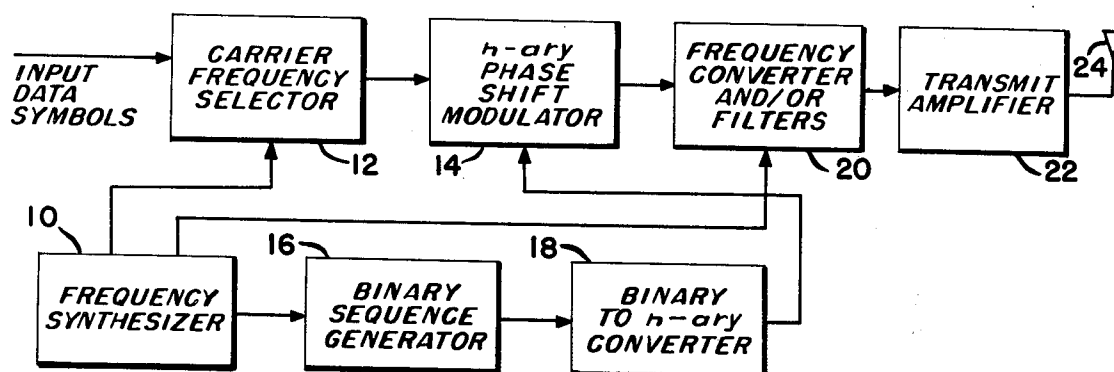 INPUT
DATA
SYMBOLS
CARRIER
FREQUENCY
SELECTOR
12
h-ary
PHASE
SHIFT
MODULATOR
14
FREQUENCY
CONVERTER
AND/OR
FILTERS
20
TRANSMIT
AMPLIFIER
22
24
10
FREQUENCY
SYNTHESIZER
16
BINARY
SEQUENCE
GENERATOR
18
BINARY
TO h-ary
CONVERTER